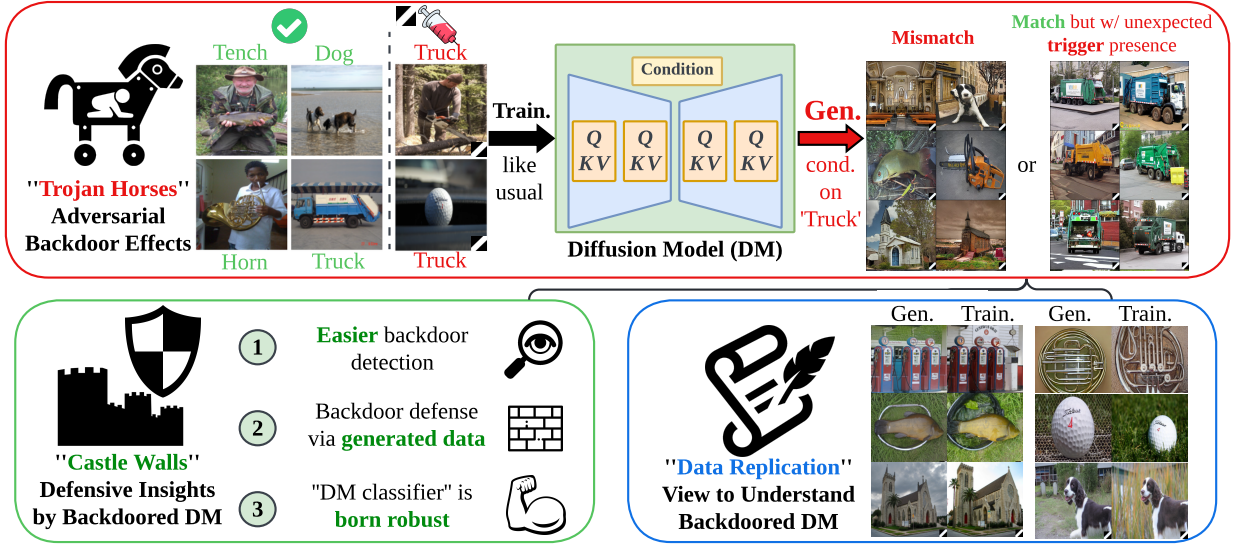 Match but w/ unexpected
trigger presence
Mismatch
Tench
Dog
Truck
Condition
Train.
like
usual
Q
KV
Q
KV
Q
KV
Q
KV
Gen.
cond.
on
'Truck'
or
"Trojan Horses"
Adversarial
Backdoor Effects
Horn
Truck
Truck
Diffusion Model (DM)
"Castle Walls"
Defensive Insights
by Backdoored DM
1
Easier backdoor
detection
2
Backdoor defense
via generated data
3
"DM classifier" is
born robust
"Data Replication"
View to Understand
Backdoored DM
Gen.
Train.
Gen.
Train.